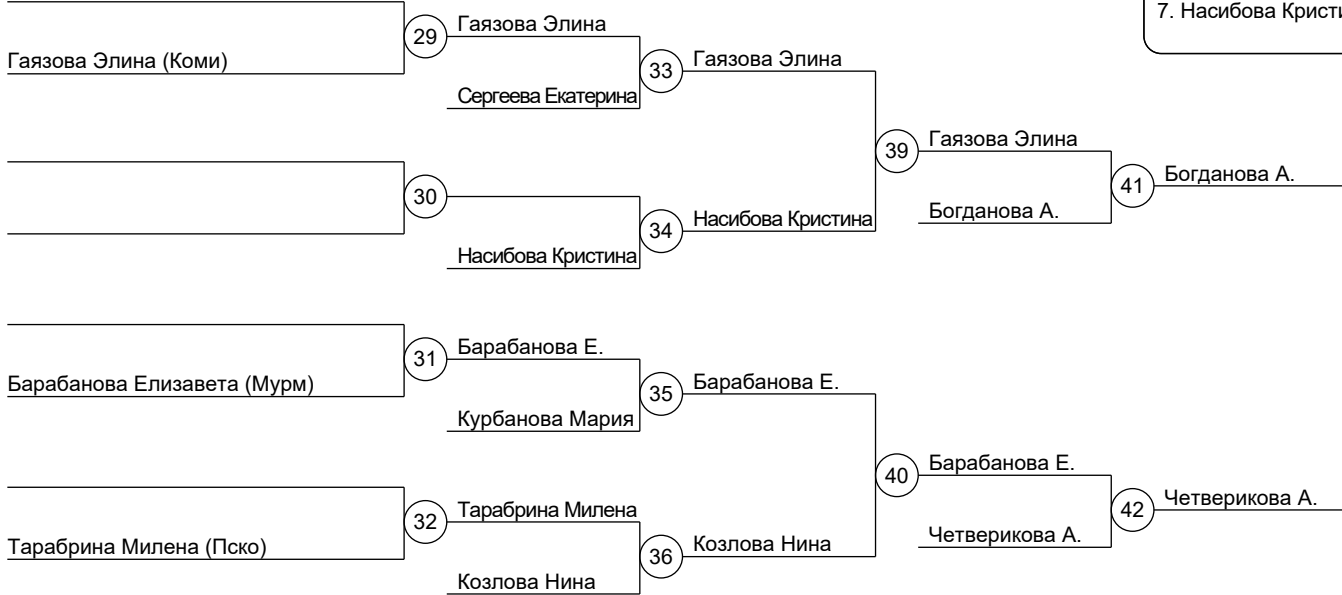 7. Насибова Кристи
29
Гаязова Элина
Гаязова Элина (Коми)
33
Гаязова Элина
Сергеева Екатерина
39
Гаязова Элина
41
Богданова А.
30
Богданова А.
34
Насибова Кристина
Насибова Кристина
31
Барабанова Е.
Барабанова Елизавета (Мурм)
35
Барабанова Е.
Курбанова Мария
40
Барабанова Е.
42
Четверикова А.
32
Тарабрина Милена
Четверикова А.
Тарабрина Милена (Пско)
36
Козлова Нина
Козлова Нина